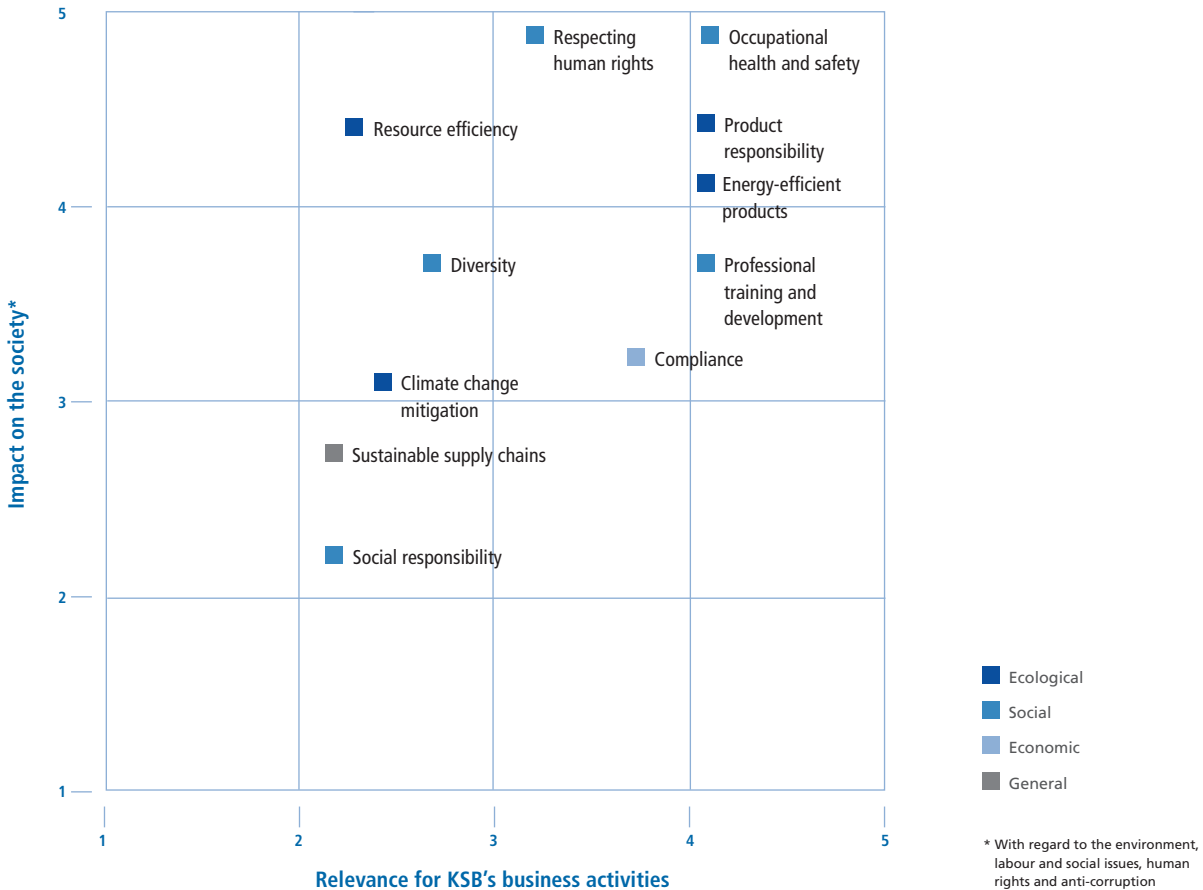 5
Respecting
human rights
Occupational
health and safety
Resource efficiency
Product
responsibility
Energy-efficient
products
4
Diversity
Professional
training and
development
Compliance
Climate change
mitigation
3
Sustainable supply chains
Social responsibility
2
1
Impact on the society*
1
2
3
4
5
Relevance for KSB's business activities
Ecological
Social
Economic
General
* With regard to the environment,
labour and social issues, human
rights and anti-corruption